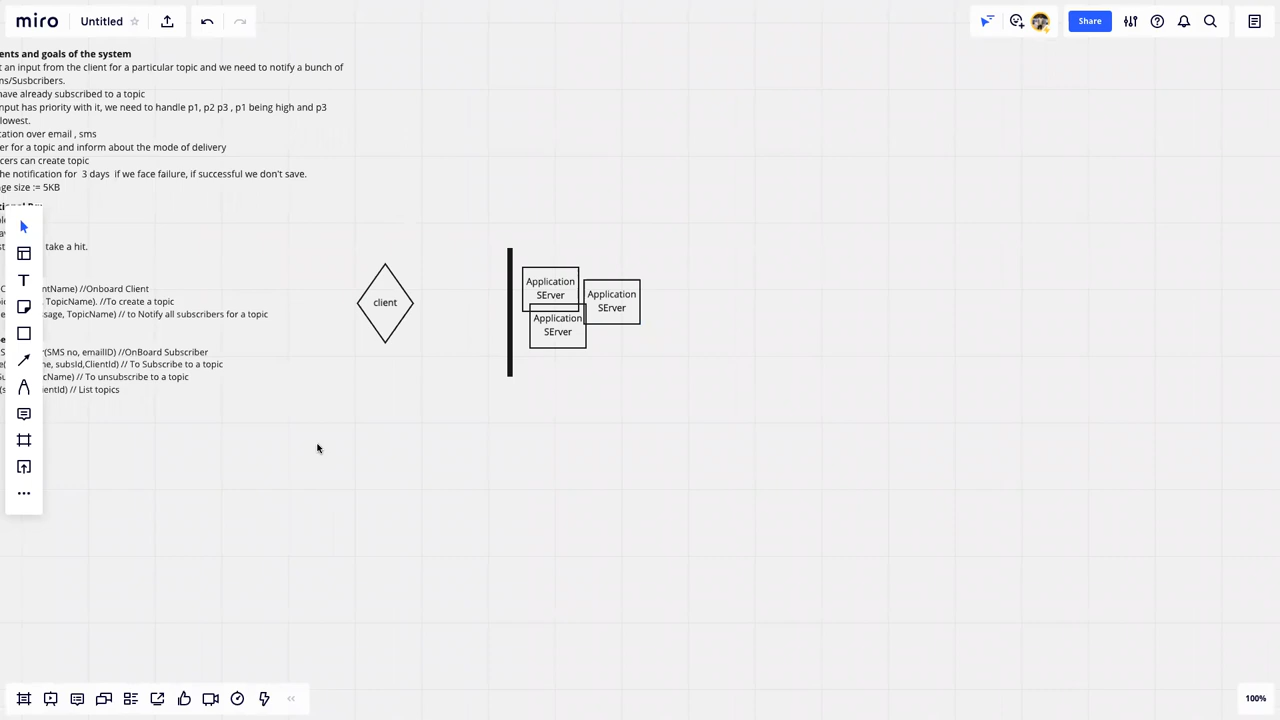 miro
Untitled
Share
ents and goals of the system
t an input from the client for a particular topic and we need to notify a bunch of
ns/Susbcribers.
have already subscribed to a topic
nput has priority with it, we need to handle p1, p2 p3 , p1 being high and p3
lowest.
cation over email , sms
er for a topic and inform about the mode of delivery
cers can create topic
he notification for 3 days if we face failure, if successful we don't save.
ge size := 5KB
take a hit.
ntName) //Onboard Client
TopicName). //To create a topic
ssage, TopicName) // to Notify all subscribers for a topic
r(SMS no, emailID) //OnBoard Subscriber
ne, subsId,ClientId) // To Subscribe to a topic
icName) // To unsubscribe to a topic
ientId) // List topics
client
Application
SErver
Application
SErver
Application
SErver
100%